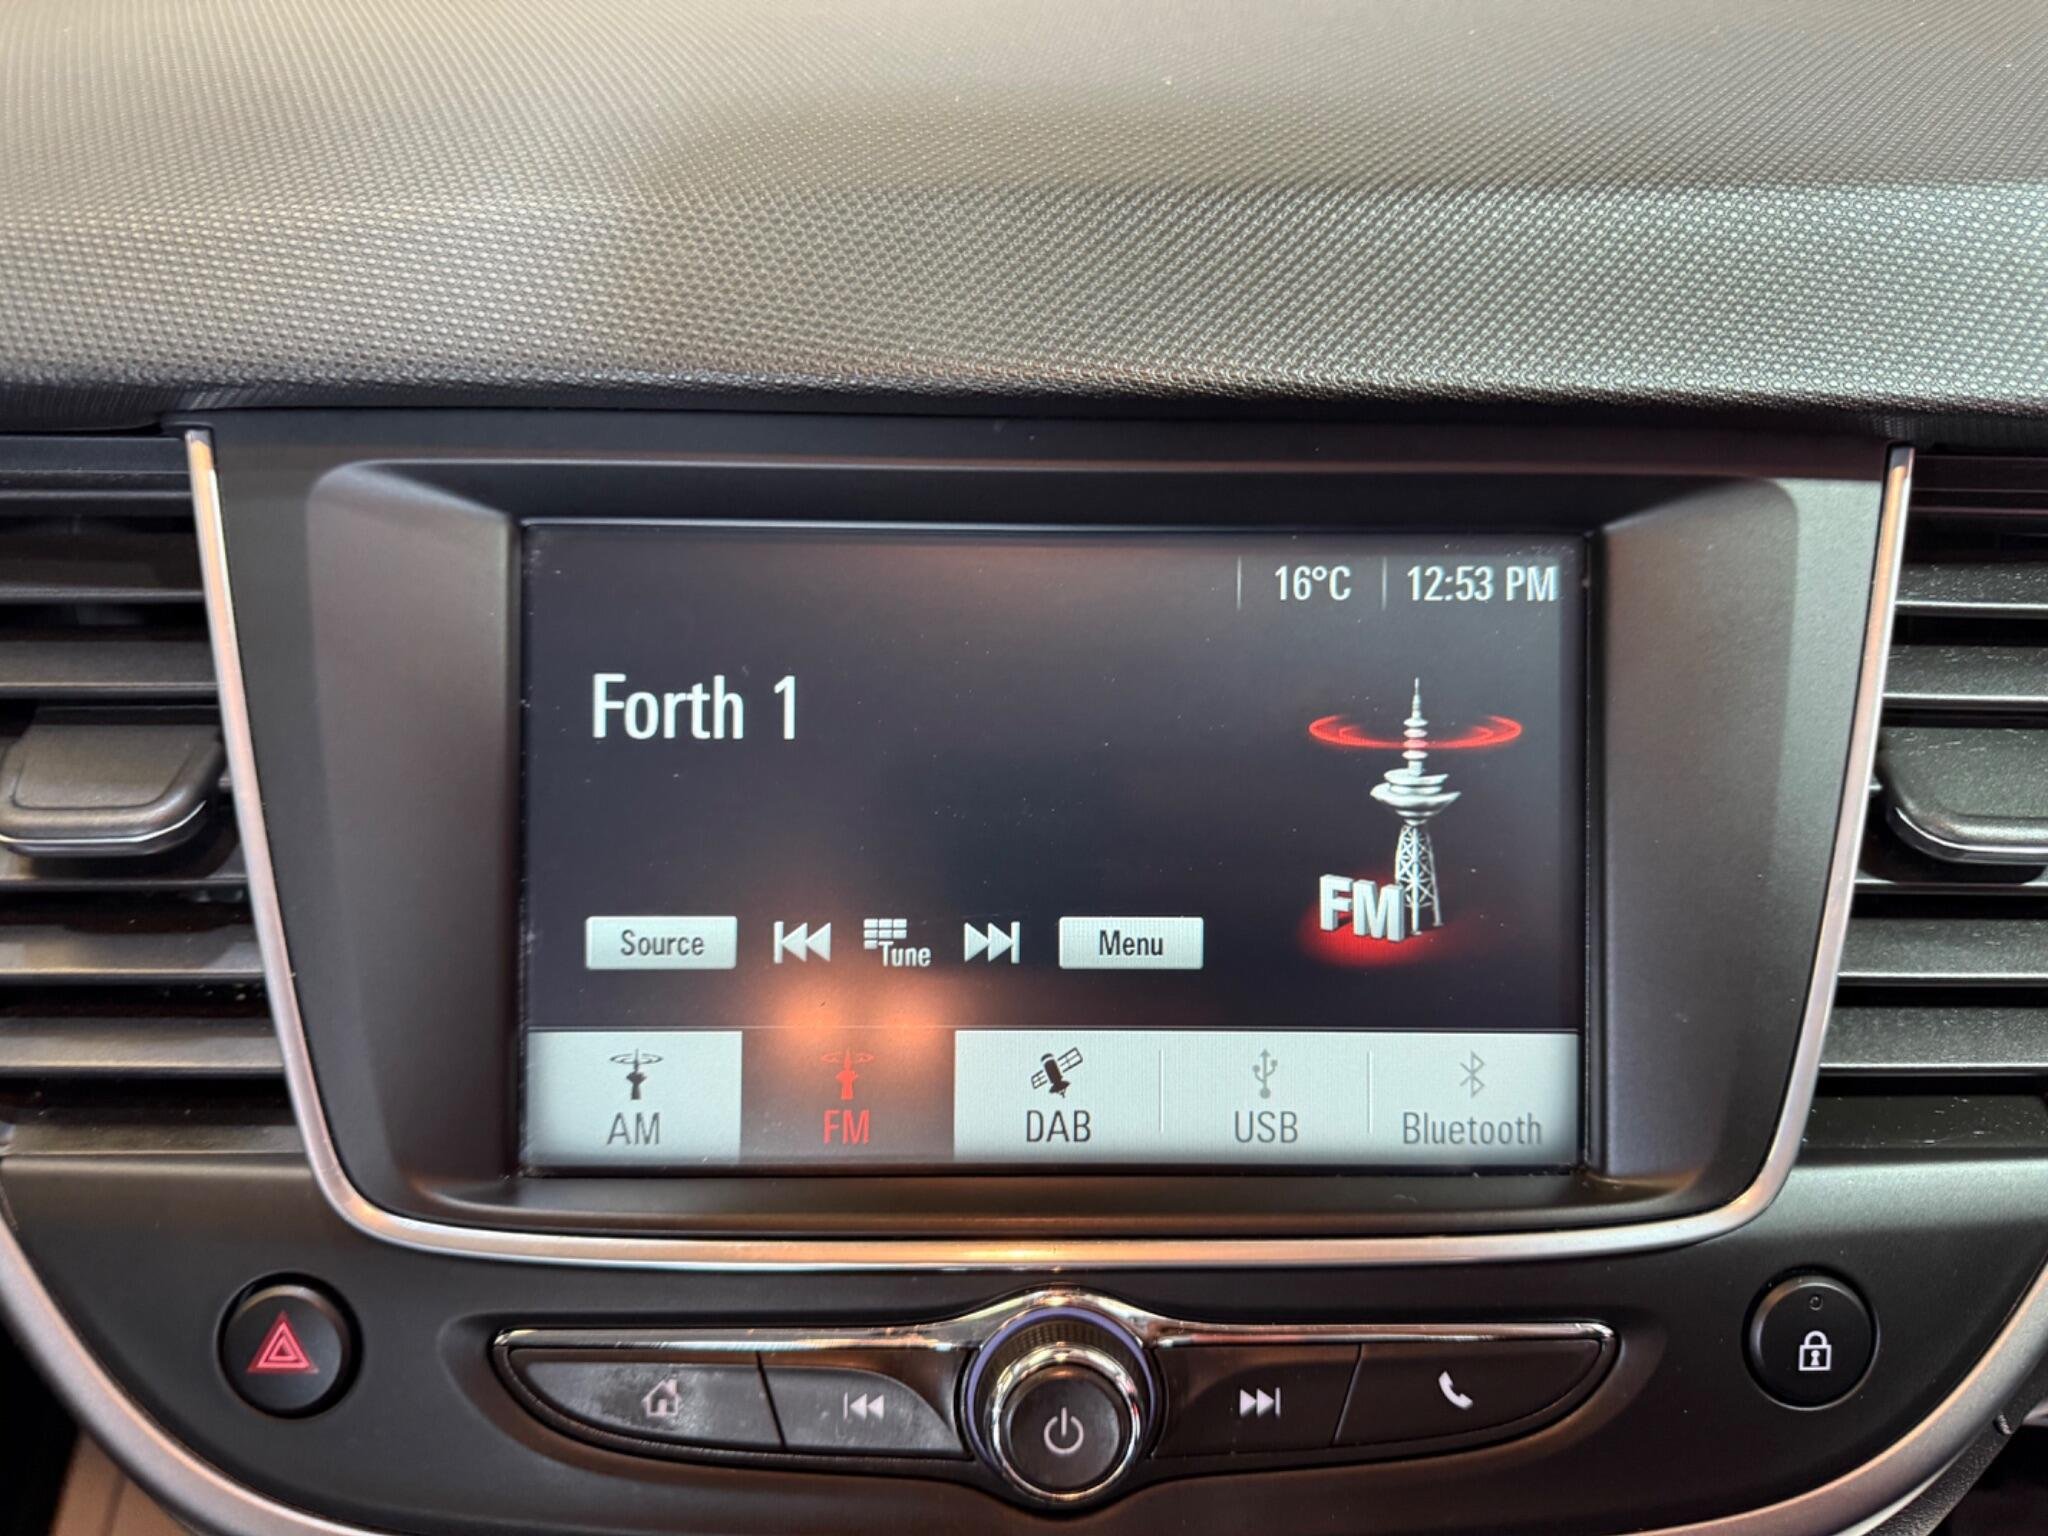 16°C 12:53 PM
Forth 1
FM
Source Tune Menu
AM FM DAB USB Bluetooth